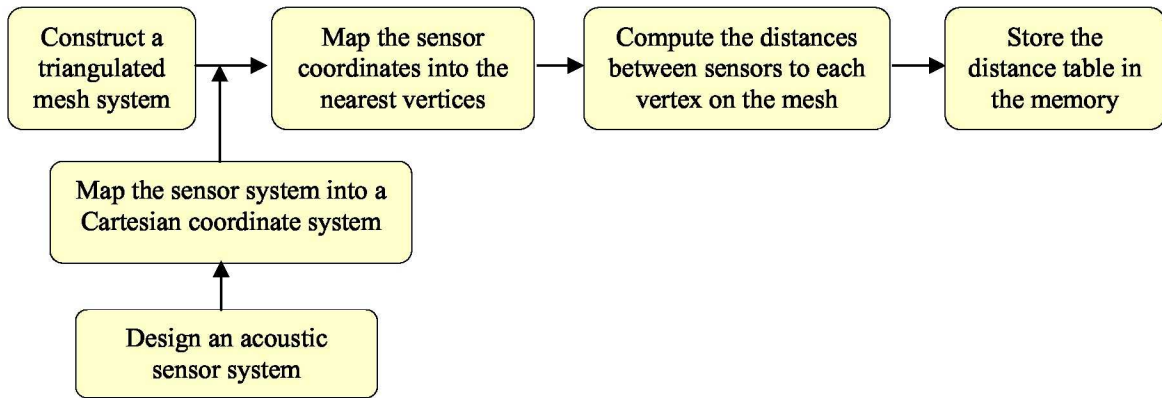 Construct a
triangulated
mesh system
Map the sensor
coordinates into the
nearest vertices
Compute the distances
between sensors to each
vertex on the mesh
Store the
distance table in
the memory
Map the sensor system into a
Cartesian coordinate system
Design an acoustic
sensor system